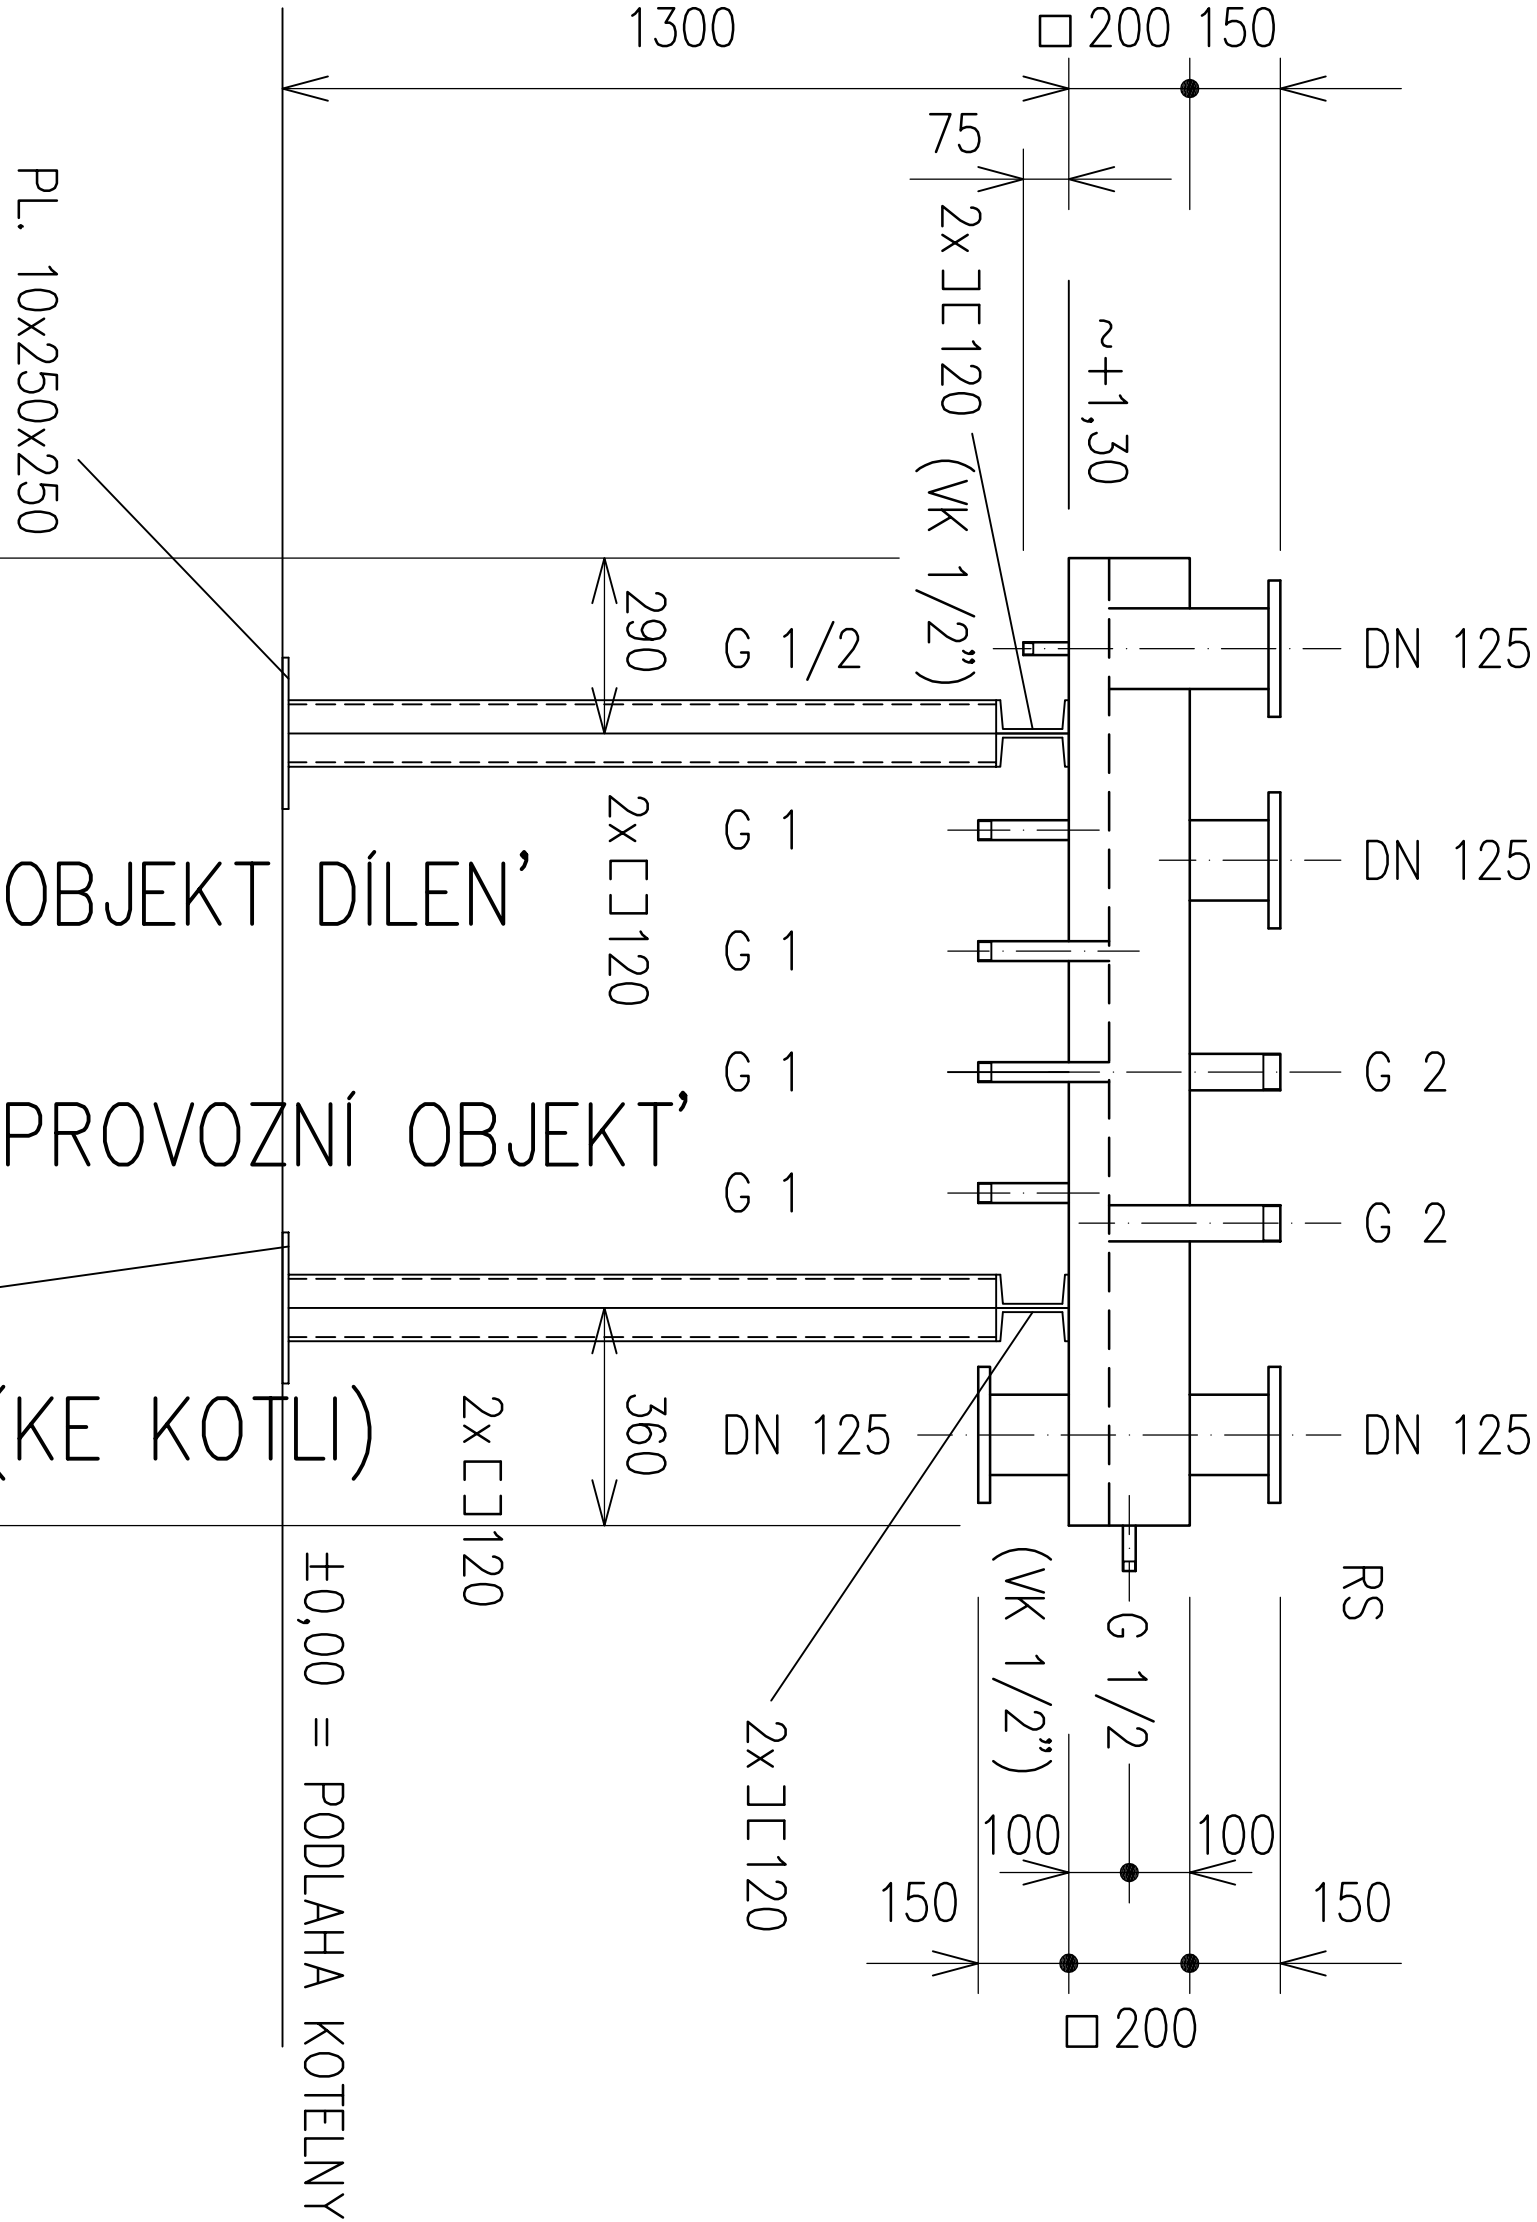 1300
□ 200 150
75
PL. 10x250x250
2x ][ 120
(VK 1/2”)
~+1,30
290
G 1/2
DN 125
2x [ ] 120
G 1
DN 125
OBJEKT DÍLEN’
G 1
G 1
G 2
PROVOZNÍ OBJEKT’
G 1
G 2
(KE KOTLI)
2x [ ] 120
360
DN 125
DN 125
±0,00 = PODLAHA KOTELNY
(VK 1/2”)
G 1/2
RS
2x ][ 120
100
100
150
150
□ 200